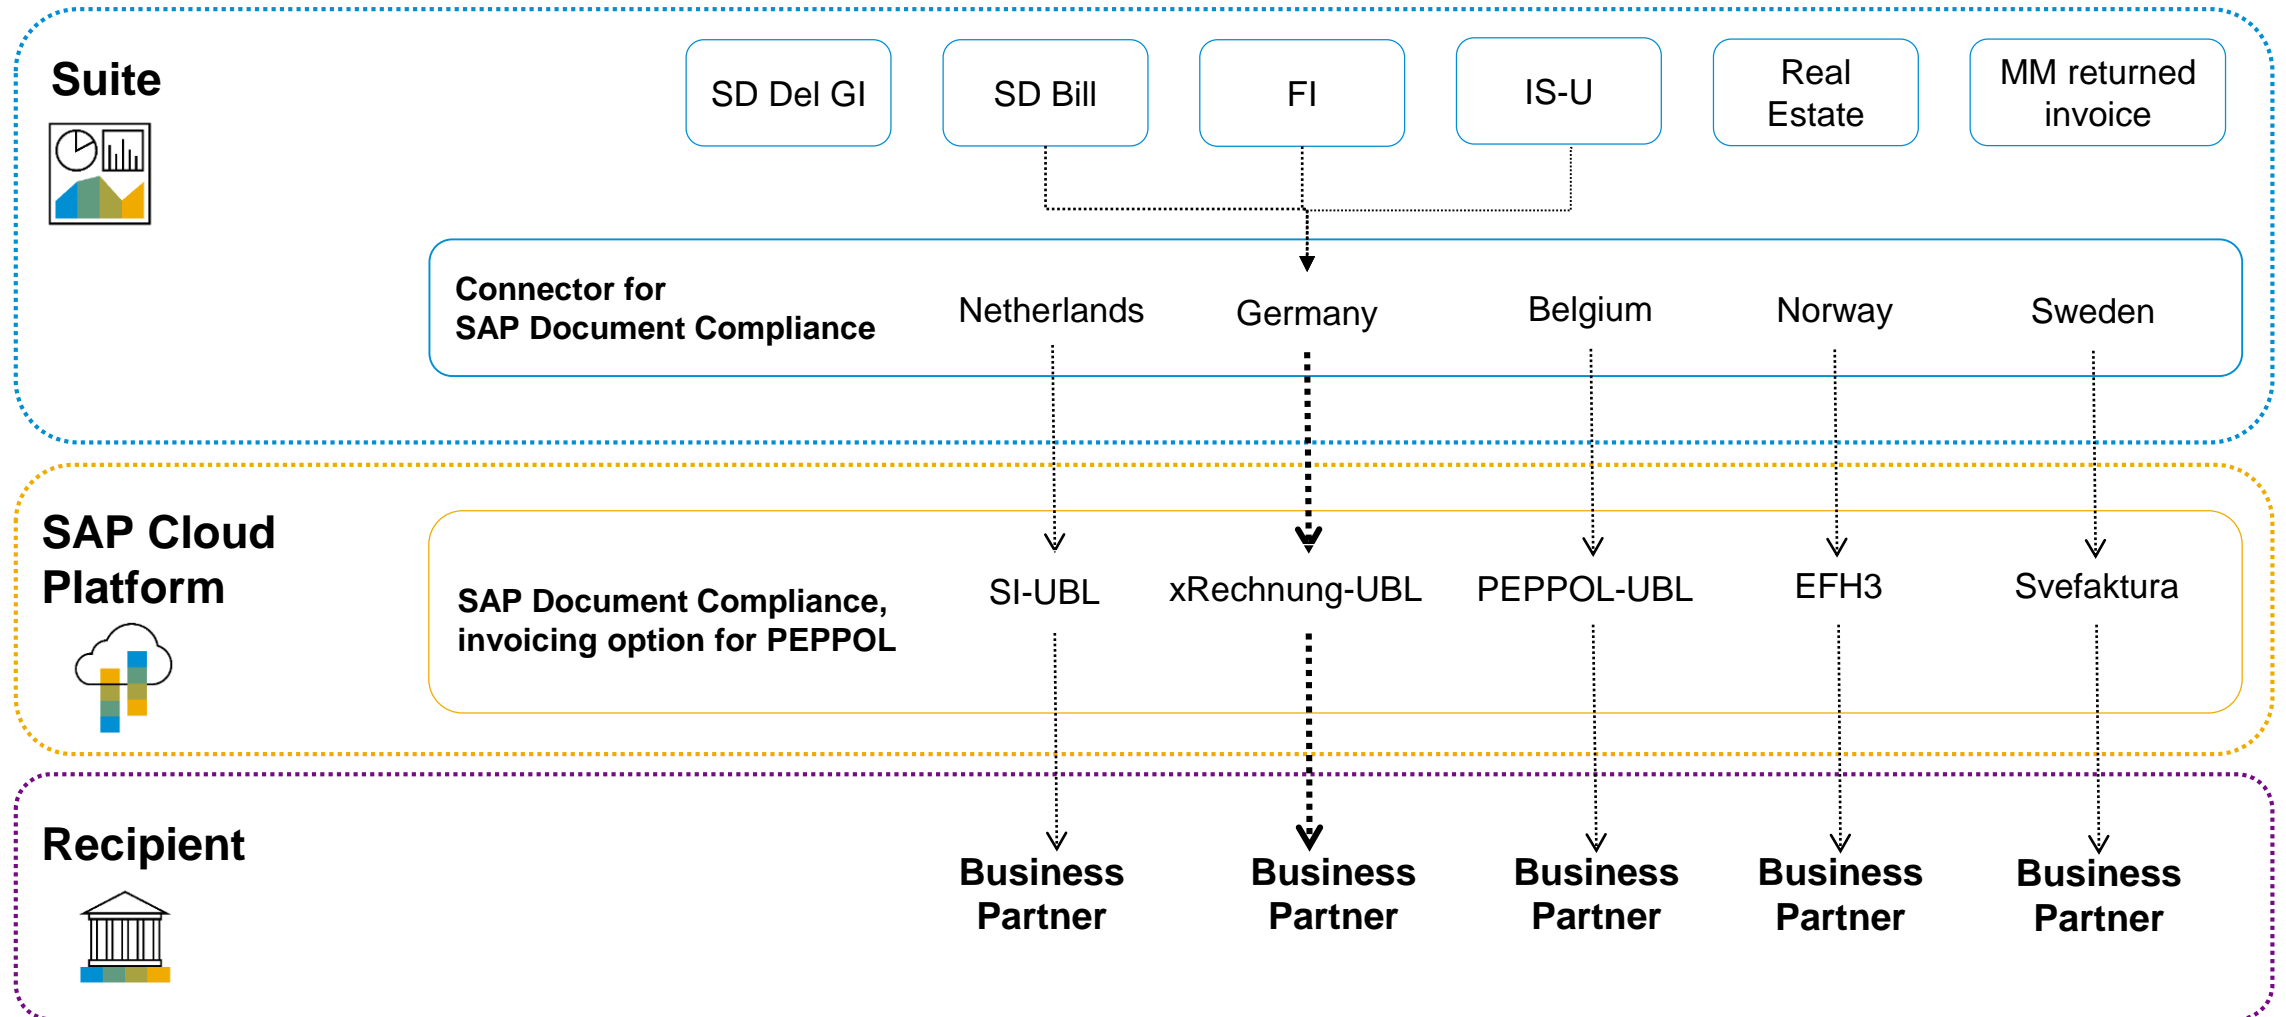 Suite
SD Del GI
SD Bill
FI
IS-U
Real
Estate
MM returned
invoice
Connector for
SAP Document Compliance
Netherlands
Germany
Belgium
Norway
Sweden
SAP Cloud
Platform
SAP Document Compliance,
invoicing option for PEPPOL
SI-UBL
xRechnung-UBL
PEPPOL-UBL
EFH3
Svefaktura
Recipient
Business
Partner
Business
Partner
Business
Partner
Business
Partner
Business
Partner